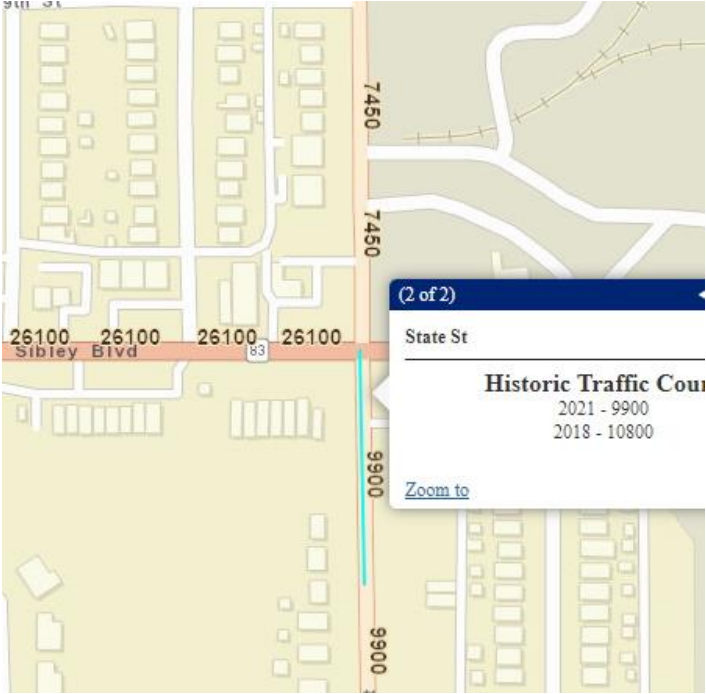 9th St
7450
7450
(2 of 2)
State St
26100 26100 26100 26100
Sibley Blvd
83
Historic Traffic Cou
2021 - 9900
2018 - 10800
9900
Zoom to
9900